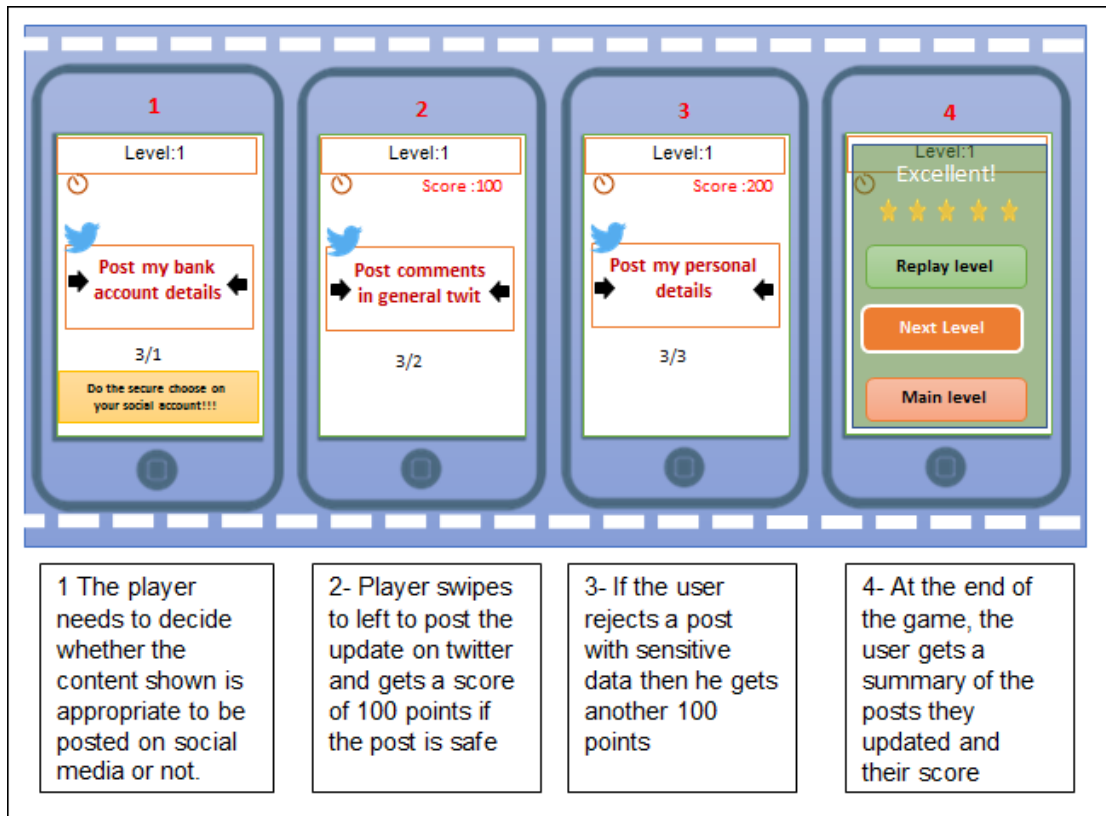 1
Level:1
Post my bank
account details
3/1
Do the secure choose on
your social account!!!
2
Level:1
Score :100
Post comments
in general twit
3/2
3
Level:1
Score :200
Post my personal
details
3/3
4
Level:1
Excellent!
Replay level
Next Level
Main level
1 The player
needs to decide
whether the
content shown is
appropriate to be
posted on social
media or not.
2- Player swipes
to left to post the
update on twitter
and gets a score
of 100 points if
the post is safe
3- If the user
rejects a post
with sensitive
data then he gets
another 100
points
4- At the end of
the game, the
user gets a
summary of the
posts they
updated and
their score